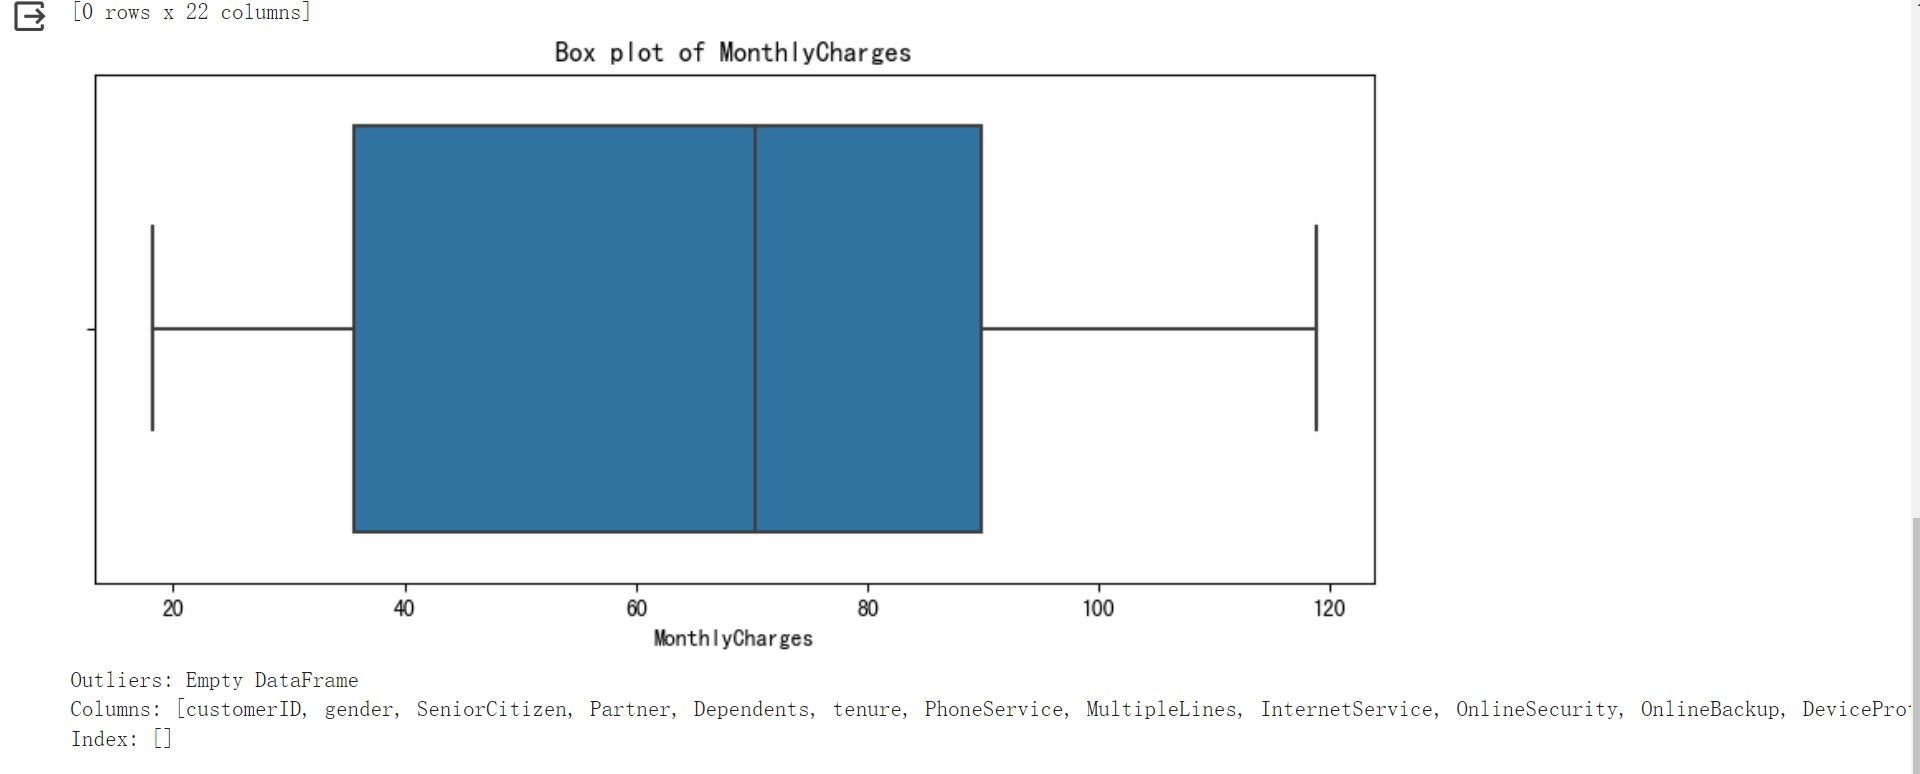 [0 rows x 22 columns]
Box plot of MonthlyCharges
20 40 60 80 100 120
MonthlyCharges
Outliers: Empty DataFrame
Columns: [customerID, gender, SeniorCitizen, Partner, Dependents, tenure, PhoneService, MultipleLines, InternetService, OnlineSecurity, OnlineBackup, DevicePro
Index: []